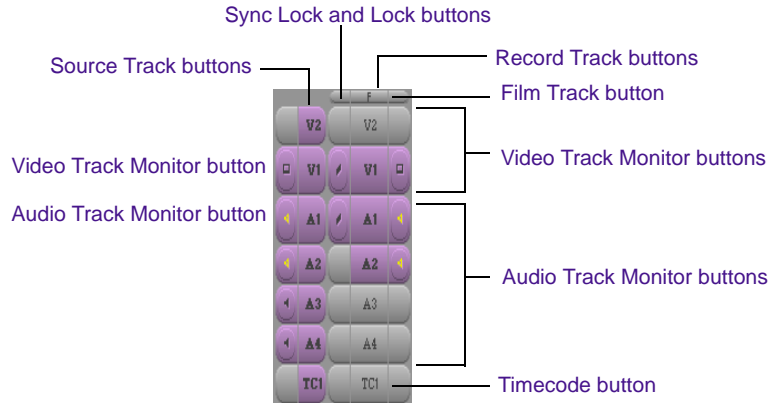 Sync Lock and Lock buttons
Source Track buttons
Record Track buttons
Film Track button
F
V2 V2
Video Track Monitor buttons
Video Track Monitor button
V1 V1
Audio Track Monitor button
A1 A1
A2 A2
Audio Track Monitor buttons
A3 A3
A4 A4
TC1 TC1
Timecode button